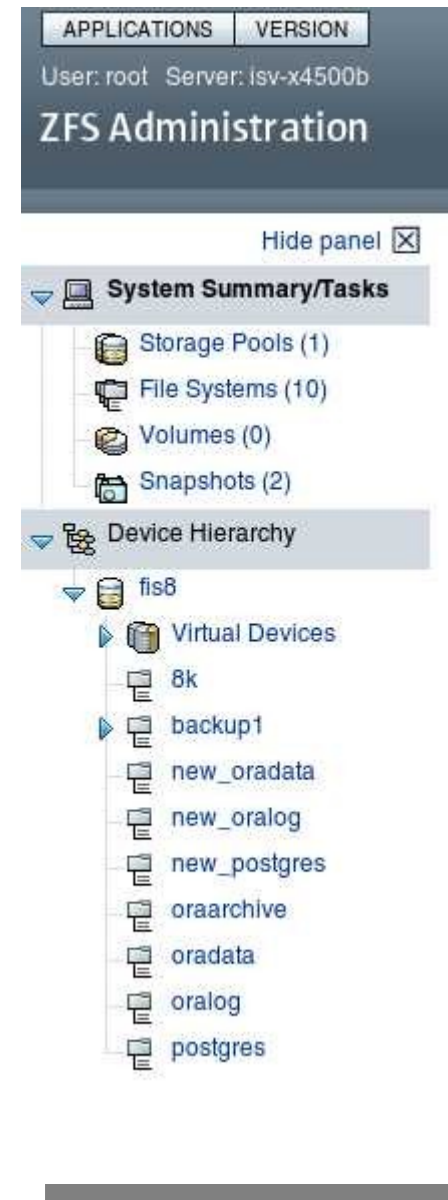 APPLICATIONS VERSION
User: root Server: isv-x4500b
ZFS Administration
Hide panel
System Summary/Tasks
Storage Pools (1)
File Systems (10)
Volumes (0)
Snapshots (2)
Device Hierarchy
fis8
Virtual Devices
8k
backup1
new_oradata
new_oralog
new_postgres
oraarchive
oradata
oralog
postgres